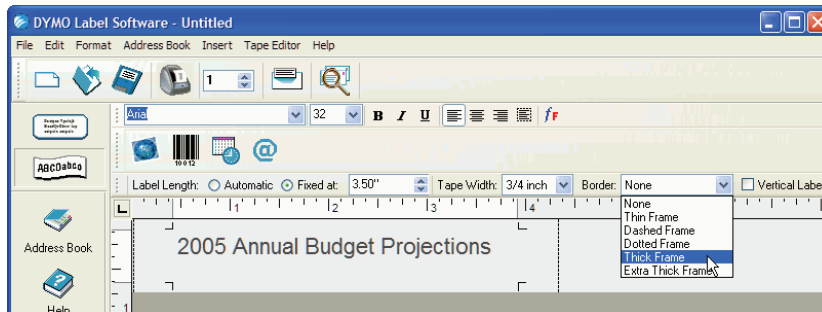 DYMO Label Software - Untitled
File Edit Format Address Book Insert Tape Editor Help
1
Arial 32 B I U
10012
ABCDabcd
Label Length: Automatic Fixed at: 3.50" Tape Width: 3/4 inch Border: None Vertical Labe
L 1 2 3 4
None
Thin Frame
Dashed Frame
Dotted Frame
Thick Frame
Extra Thick Frame
Address Book
2005 Annual Budget Projections
Help
1